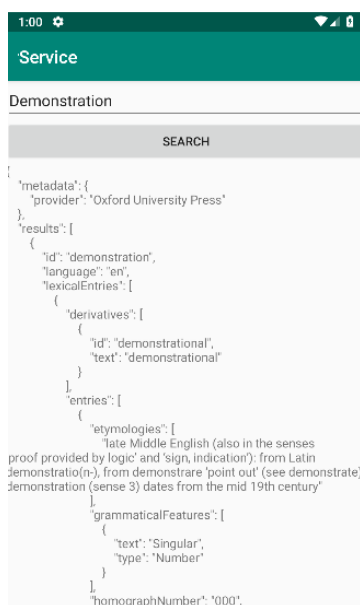 1:00
Service
Demonstration
SEARCH
{
"metadata": {
"provider": "Oxford University Press"
},
"results": [
{
"id": "demonstration",
"language": "en",
"lexicalEntries": [
{
"derivatives": [
{
"id": "demonstrational",
"text": "demonstrational"
}
],
"entries": [
{
"etymologies": [
"late Middle English (also in the senses
proof provided by logic' and 'sign, indication'): from Latin
demonstratio(n-), from demonstrare 'point out' (see demonstrate)
demonstration (sense 3) dates from the mid 19th century"
],
"grammaticalFeatures": [
{
"text": "Singular",
"type": "Number"
}
],
"homographNumber": "000",